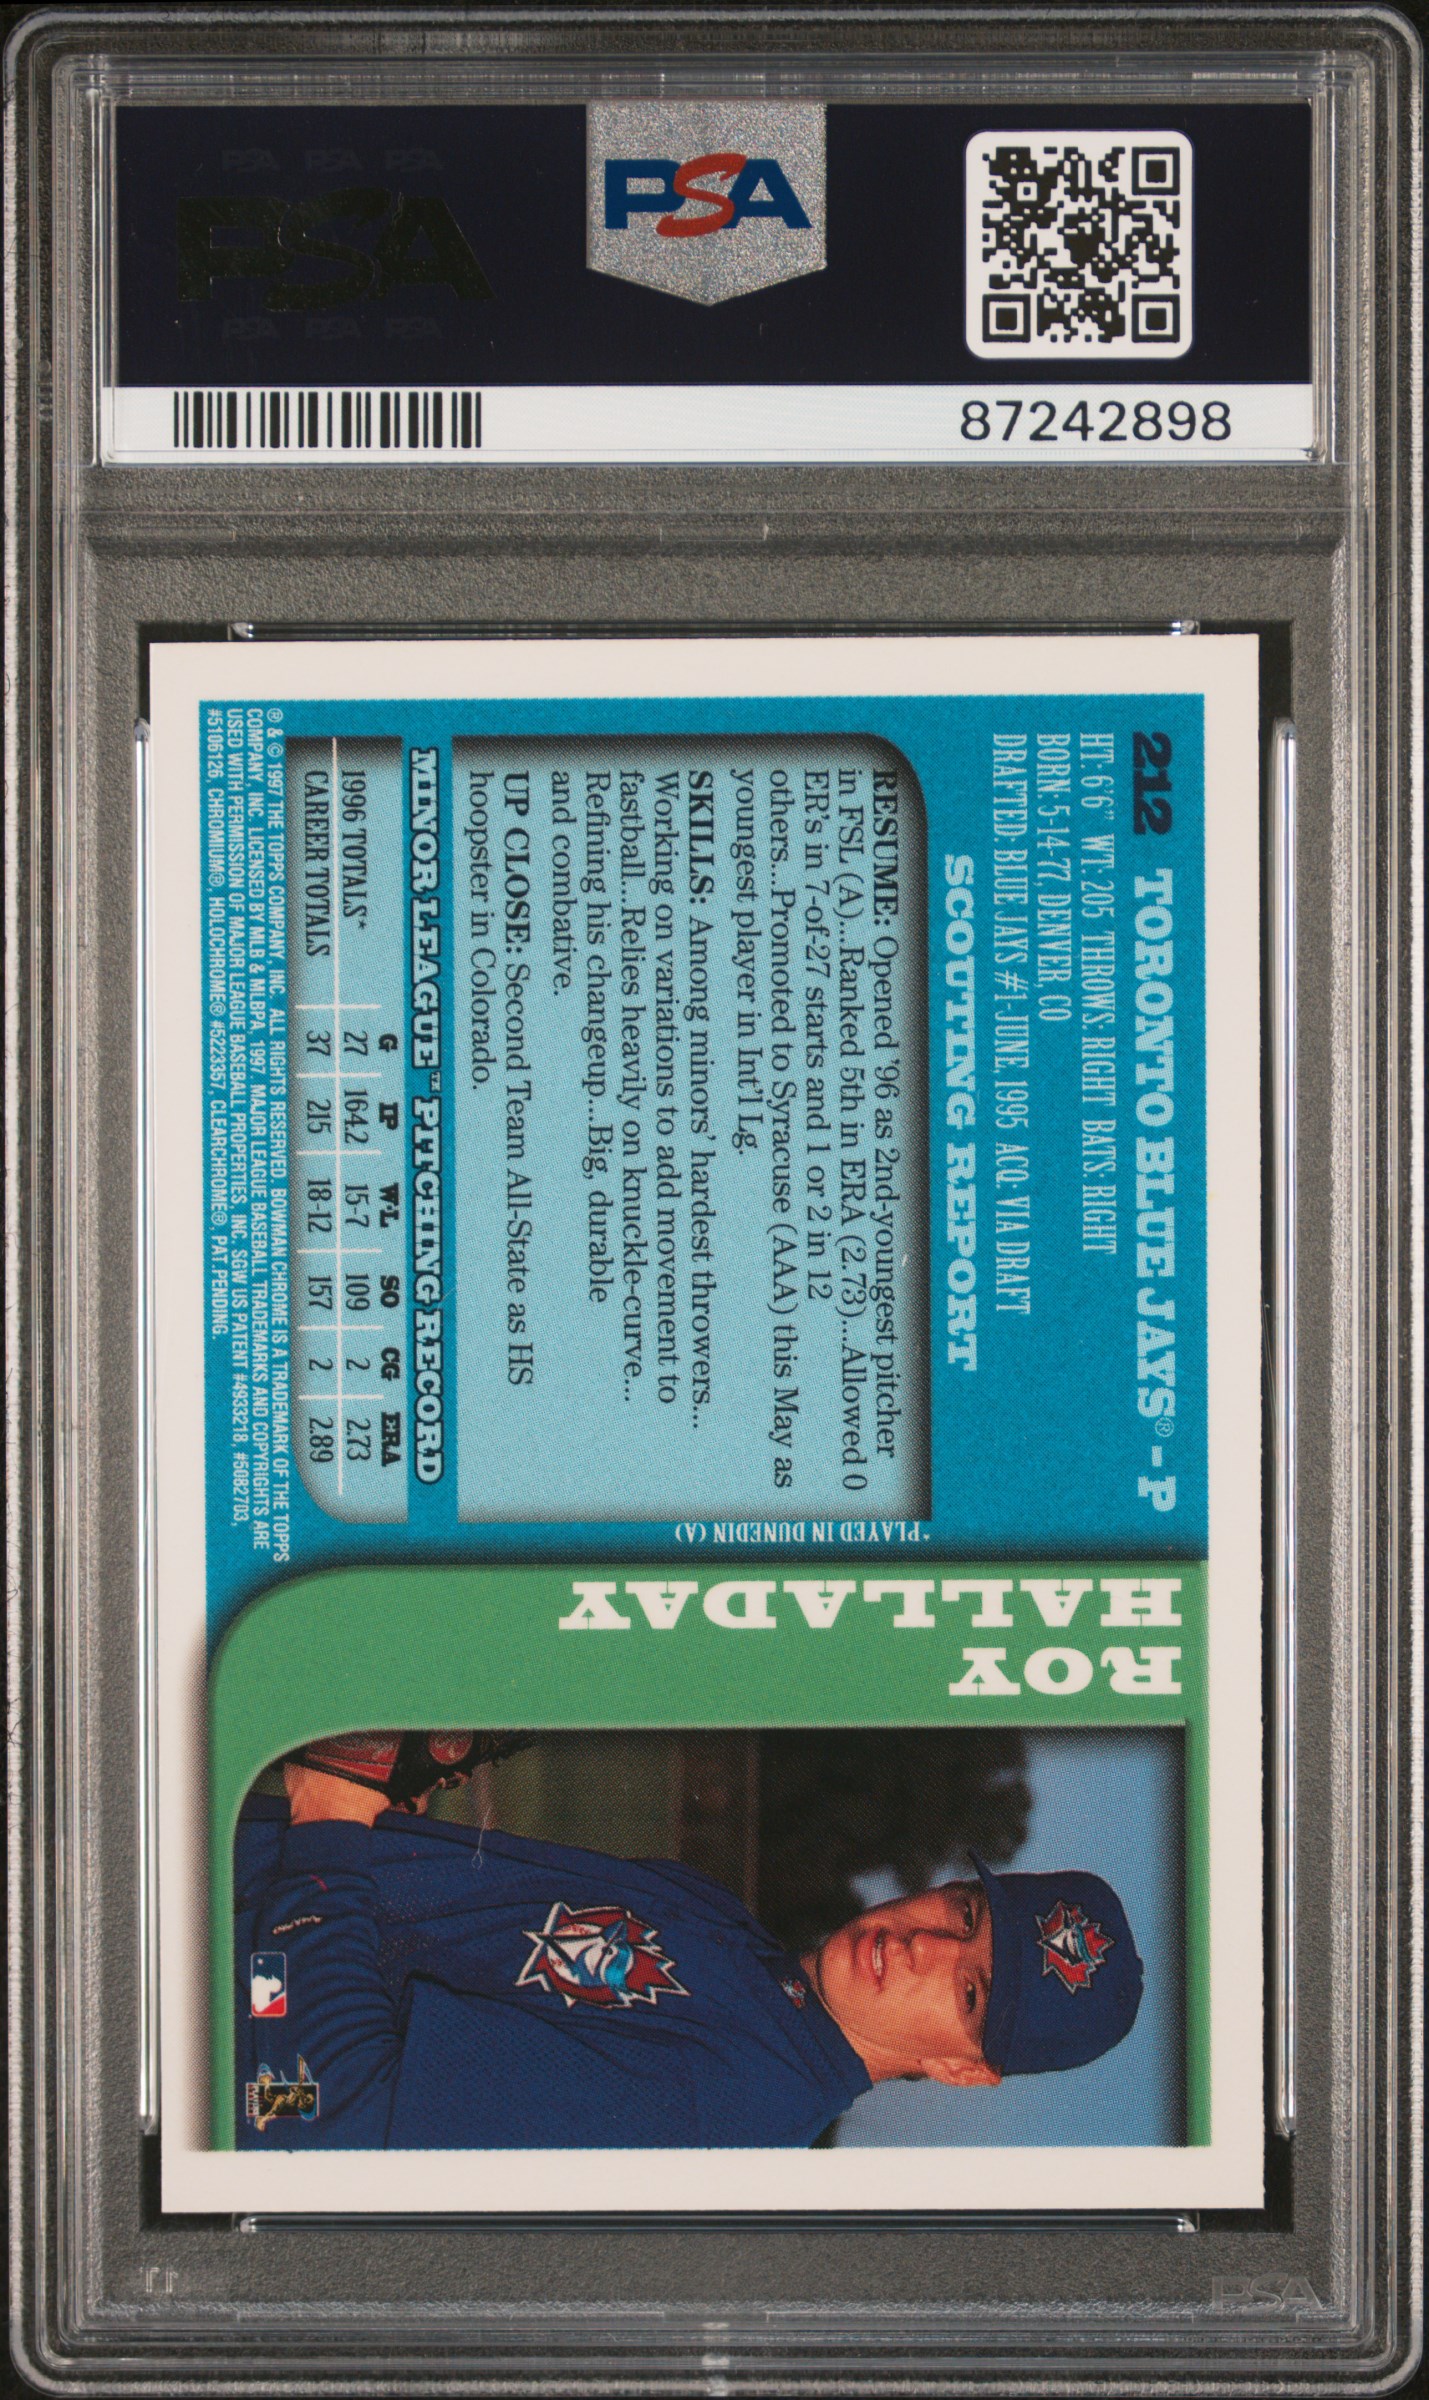 PSA PSA PSA
PSA
PSA PSA PSA
PSA
87242898
212 TORONTO BLUE JAYS® - P
HT: 6'6" WT: 205 THROWS: RIGHT BATS: RIGHT
BORN: 5-14-77, DENVER, CO
DRAFTED: BLUE JAYS #1-JUNE, 1995 ACQ: VIA DRAFT
SCOUTING REPORT
RESUME: Opened '96 as 2nd-youngest pitcher
in FSL (A)...Ranked 5th in ERA (2.73)...Allowed 0
ER's in 7-of-27 starts and 1 or 2 in 12
others...Promoted to Syracuse (AAA) this May as
youngest player in Int'l Lg.
SKILLS: Among minors' hardest throwers...
Working on variations to add movement to
fastball...Relies heavily on knuckle-curve...
Refining his changeup...Big, durable
and combative.
UP CLOSE: Second Team All-State as HS
hoopster in Colorado.
MINOR LEAGUE™ PITCHING RECORD
G IP W-L SO CG ERA
1996 TOTALS* 27 164.2 15-7 109 2 2.73
CAREER TOTALS 37 215 18-12 157 2 2.89
® & © 1997 THE TOPPS COMPANY, INC. ALL RIGHTS RESERVED. BOWMAN CHROME IS A TRADEMARK OF THE TOPPS
COMPANY, INC. LICENSED BY MLB & MLBPA, 1997. MAJOR LEAGUE BASEBALL TRADEMARKS AND COPYRIGHTS ARE
USED WITH PERMISSION OF MAJOR LEAGUE BASEBALL PROPERTIES, INC. SGW US PATENT #4933218, #5082703,
#5106126, CHROMIUM®, HOLOCHROME® #5223357, CLEARCHROME®, PAT. PENDING.
*PLAYED IN DUNEDIN (A)
ROY
HALLADAY
PSA